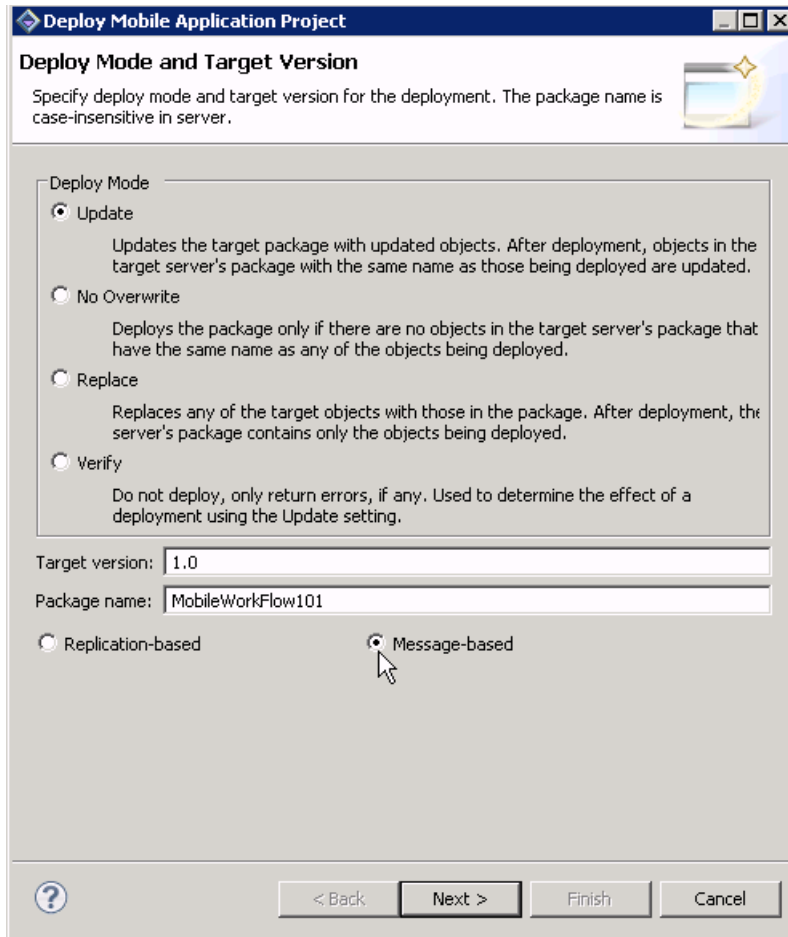 Deploy Mobile Application Project
Deploy Mode and Target Version
Specify deploy mode and target version for the deployment. The package name is
case-insensitive in server.
Deploy Mode
Update
Updates the target package with updated objects. After deployment, objects in the
target server's package with the same name as those being deployed are updated.
No Overwrite
Deploys the package only if there are no objects in the target server's package that
have the same name as any of the objects being deployed.
Replace
Replaces any of the target objects with those in the package. After deployment, the
server's package contains only the objects being deployed.
Verify
Do not deploy, only return errors, if any. Used to determine the effect of a
deployment using the Update setting.
Target version: 1.0
Package name: MobileWorkFlow101
Replication-based Message-based
? < Back Next > Finish Cancel